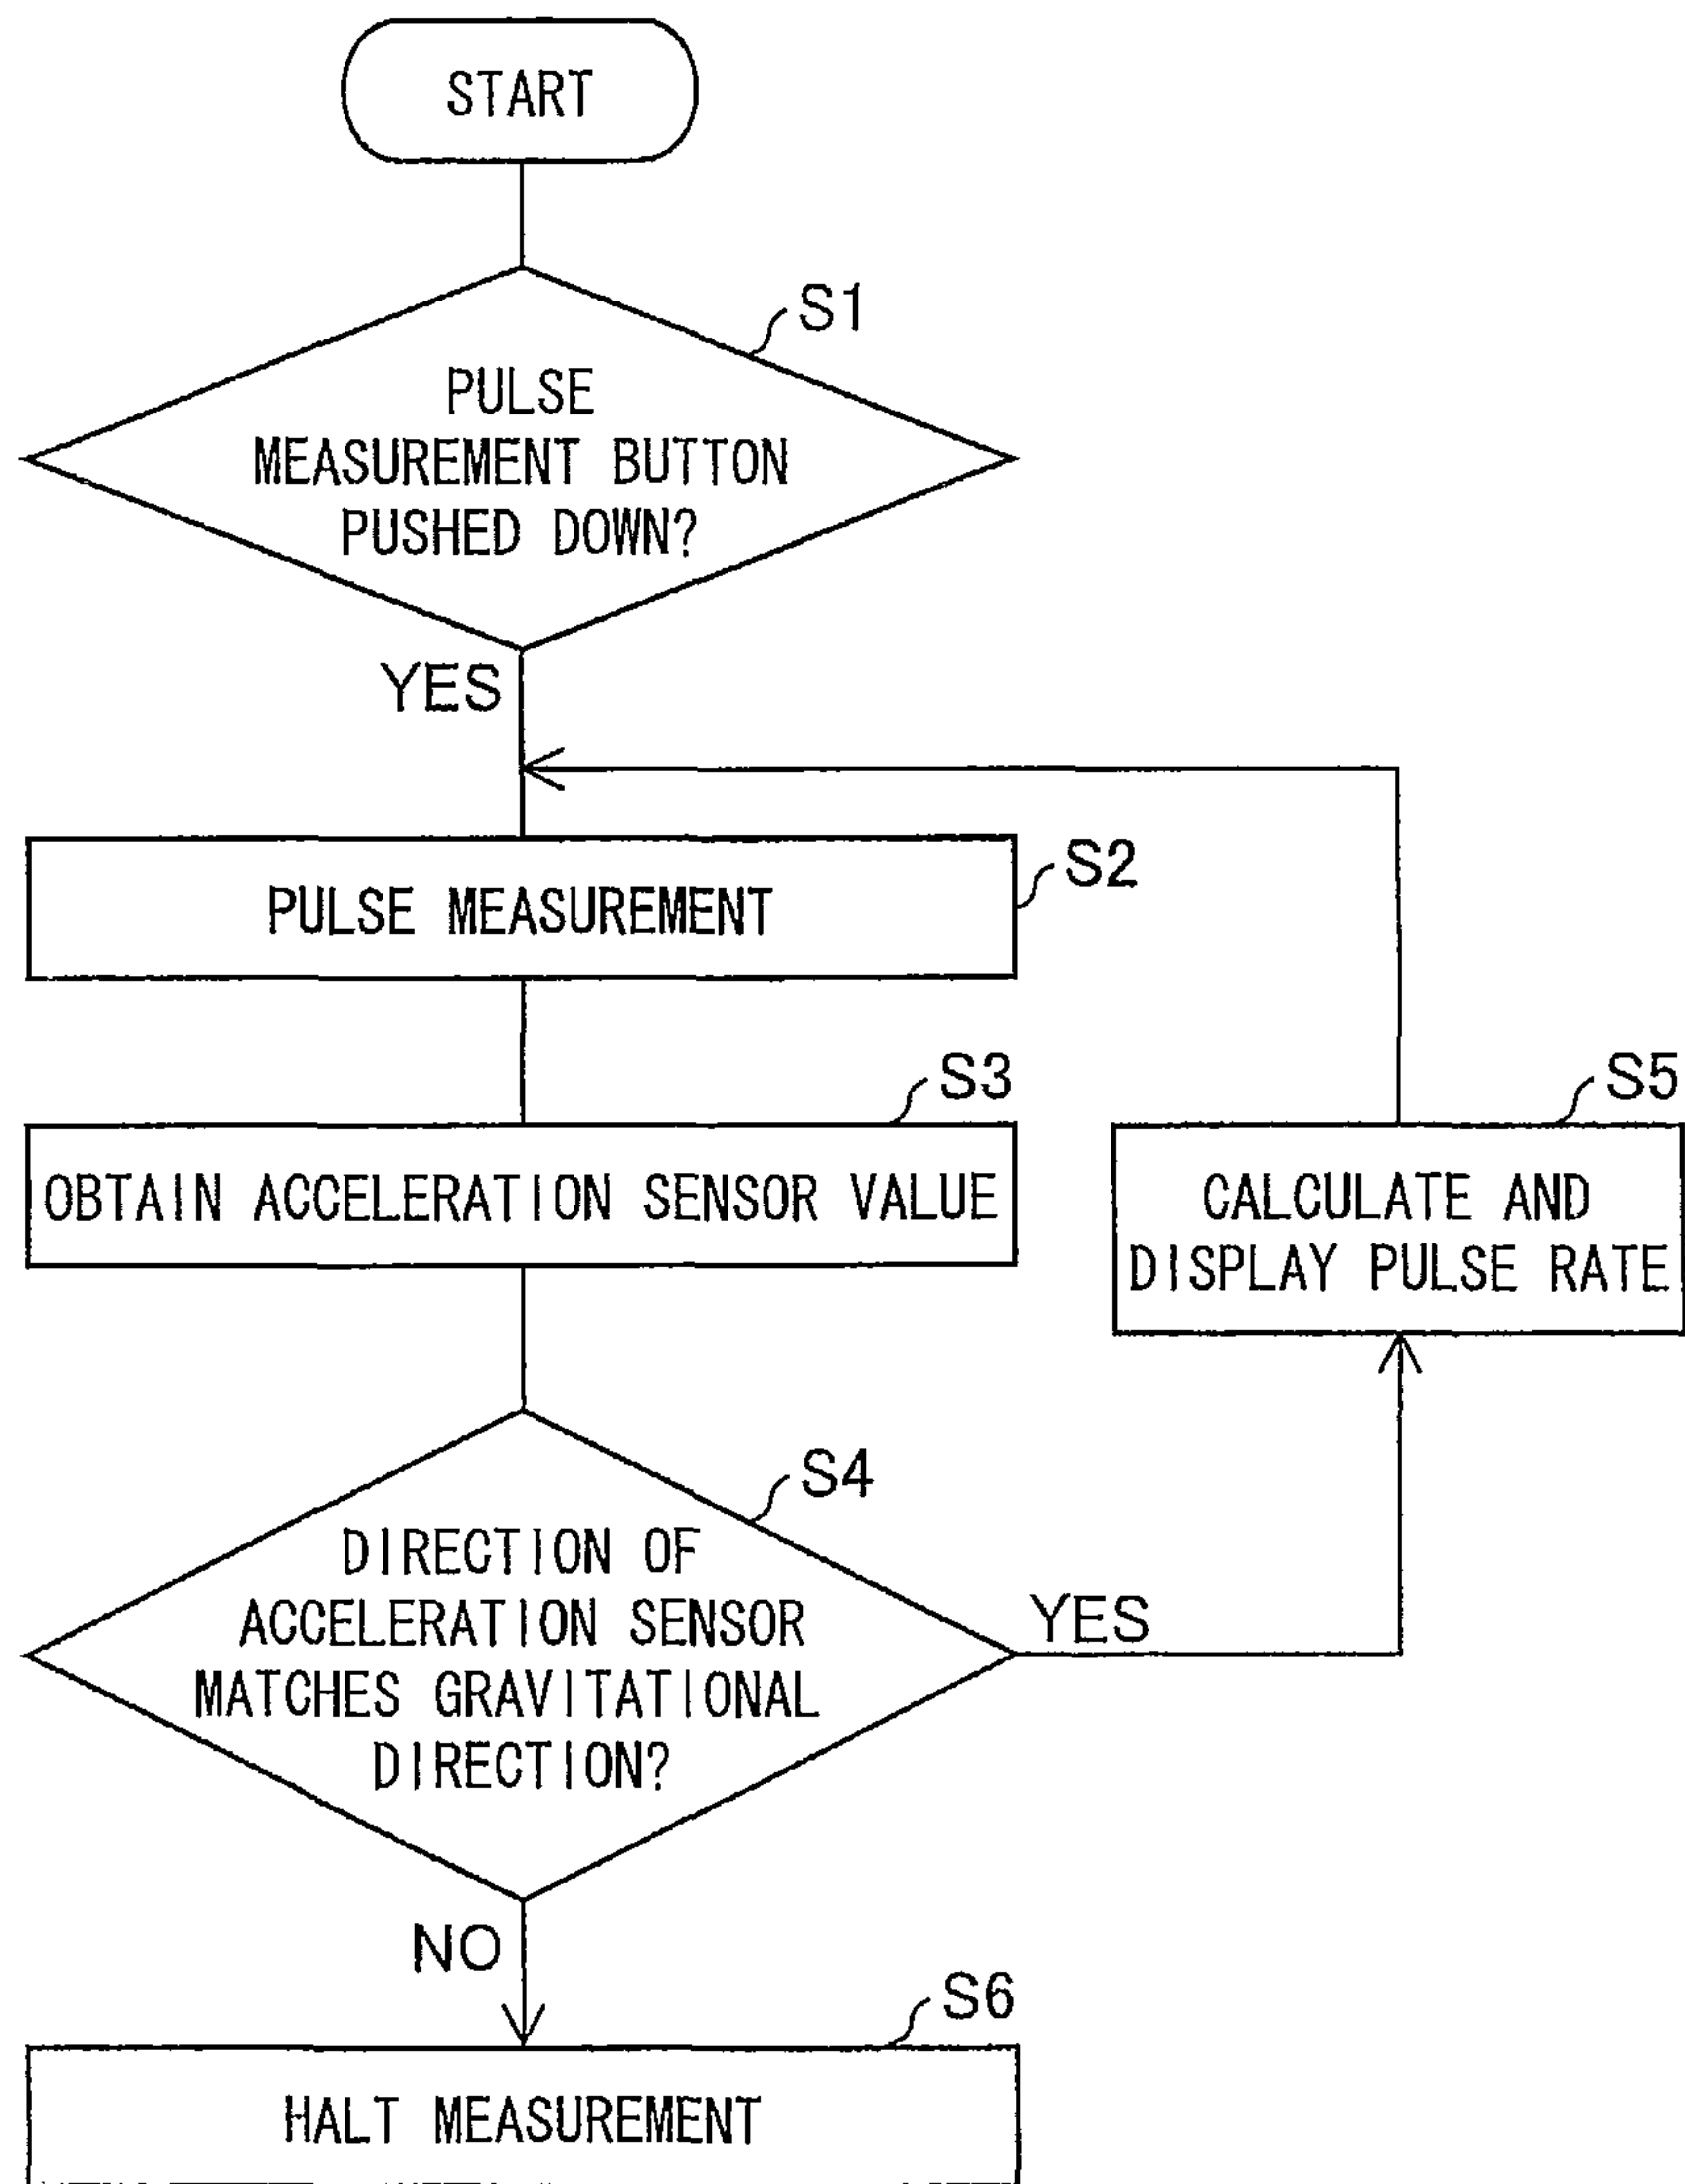 START
S1
PULSE
MEASUREMENT BUTTON
PUSHED DOWN?
YES
S2
PULSE MEASUREMENT
S3
OBTAIN ACCELERATION SENSOR VALUE
S5
CALCULATE AND
DISPLAY PULSE RATE
S4
DIRECTION OF
ACCELERATION SENSOR
MATCHES GRAVITATIONAL
DIRECTION?
YES
NO
S6
HALT MEASUREMENT